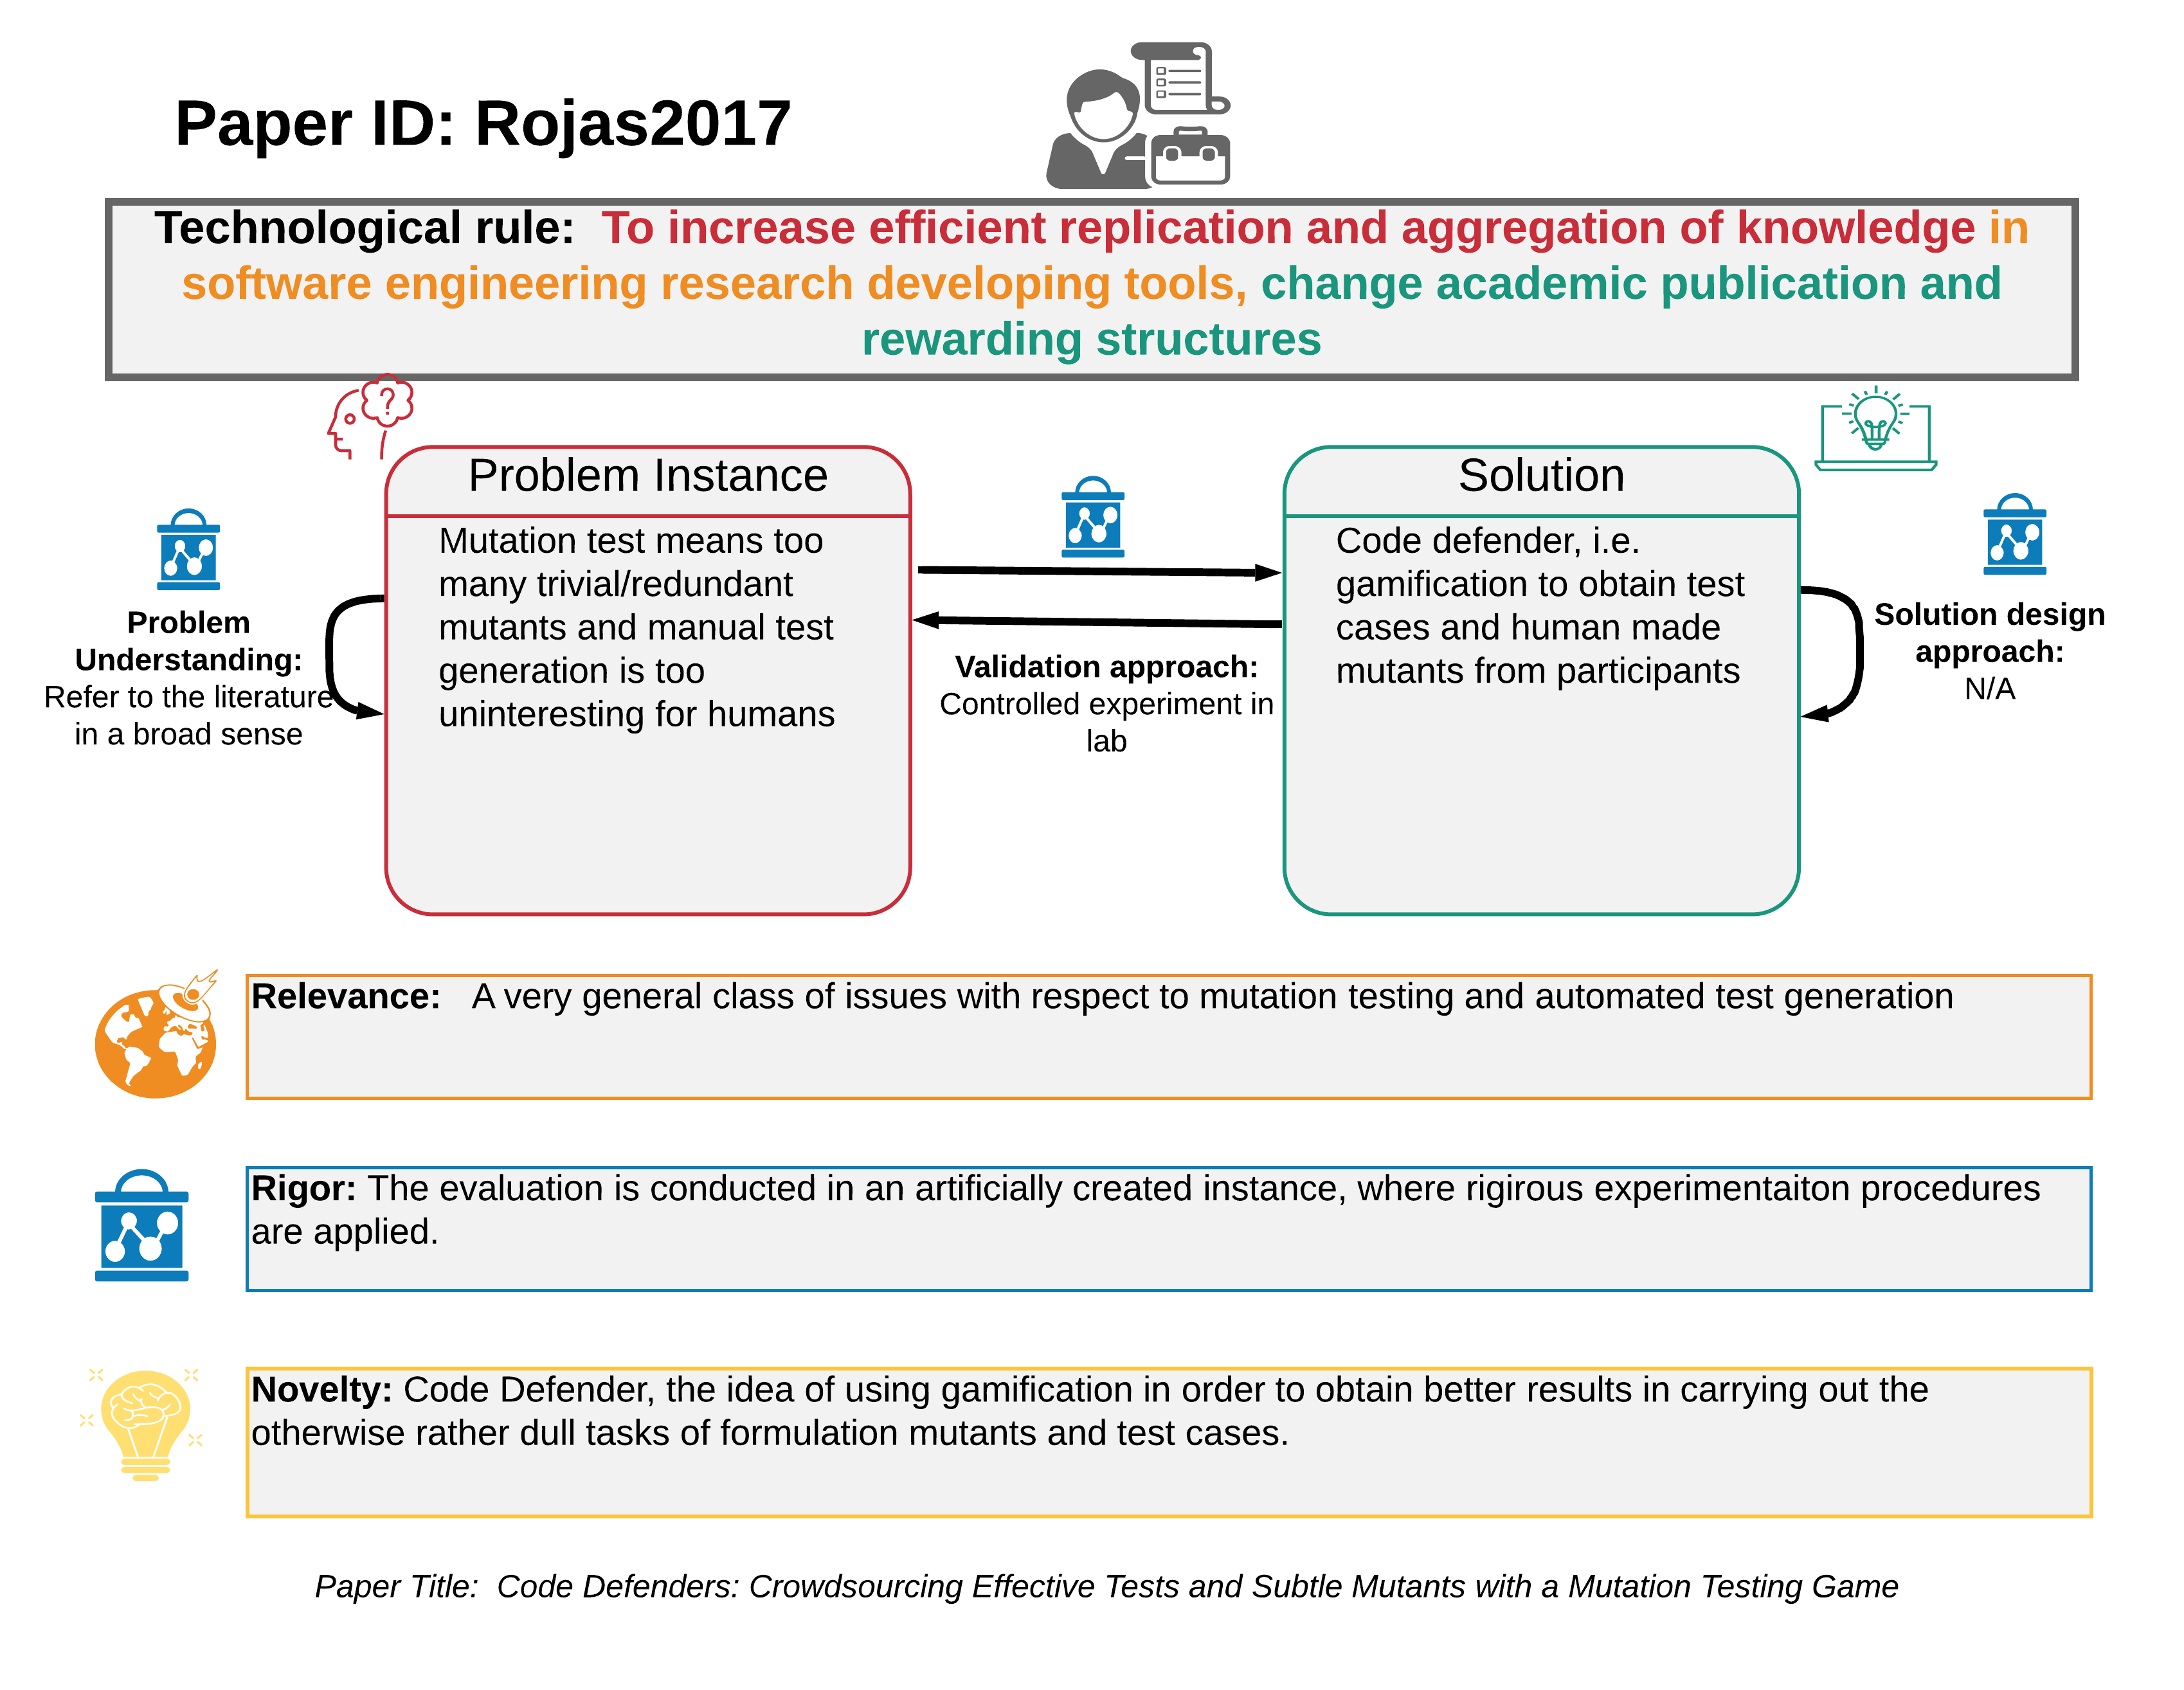 Paper ID: Rojas2017
Technological rule: To increase efficient replication and aggregation of knowledge in
software engineering research developing tools, change academic publication and
rewarding structures
?
Problem Instance
Mutation test means too
many trivial/redundant
mutants and manual test
generation is too
uninteresting for humans
Solution
Code defender, i.e.
gamification to obtain test
cases and human made
mutants from participants
Problem
Understanding:
Refer to the literature
in a broad sense
Validation approach:
Controlled experiment in
lab
Solution design
approach:
N/A
Relevance: A very general class of issues with respect to mutation testing and automated test generation
Rigor: The evaluation is conducted in an artificially created instance, where rigirous experimentaiton procedures
are applied.
Novelty: Code Defender, the idea of using gamification in order to obtain better results in carrying out the
otherwise rather dull tasks of formulation mutants and test cases.
Paper Title: Code Defenders: Crowdsourcing Effective Tests and Subtle Mutants with a Mutation Testing Game